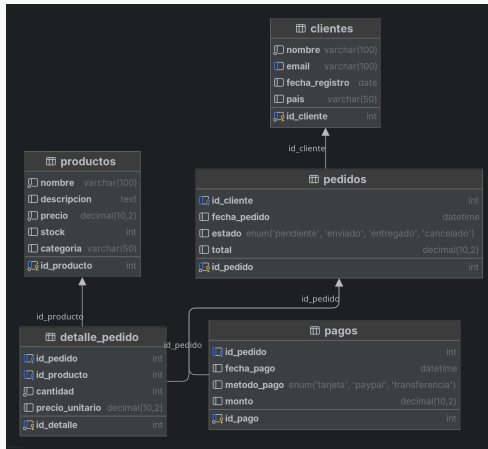 clientes
nombre varchar(100)
email varchar(100)
fecha_registro date
pais varchar(50)
id_cliente int
id_cliente
productos
nombre varchar(100)
descripcion text
precio decimal(10,2)
stock int
categoria varchar(50)
id_producto int
pedidos
id_cliente int
fecha_pedido datetime
estado enum('pendiente', 'enviado', 'entregado', 'cancelado')
total decimal(10,2)
id_pedido int
id_producto
id_pedido
id_pedido
detalle_pedido
id_pedido int
id_producto int
cantidad int
precio_unitario decimal(10,2)
id_detalle int
pagos
id_pedido int
fecha_pago datetime
metodo_pago enum('tarjeta', 'paypal', 'transferencia')
monto decimal(10,2)
id_pago int